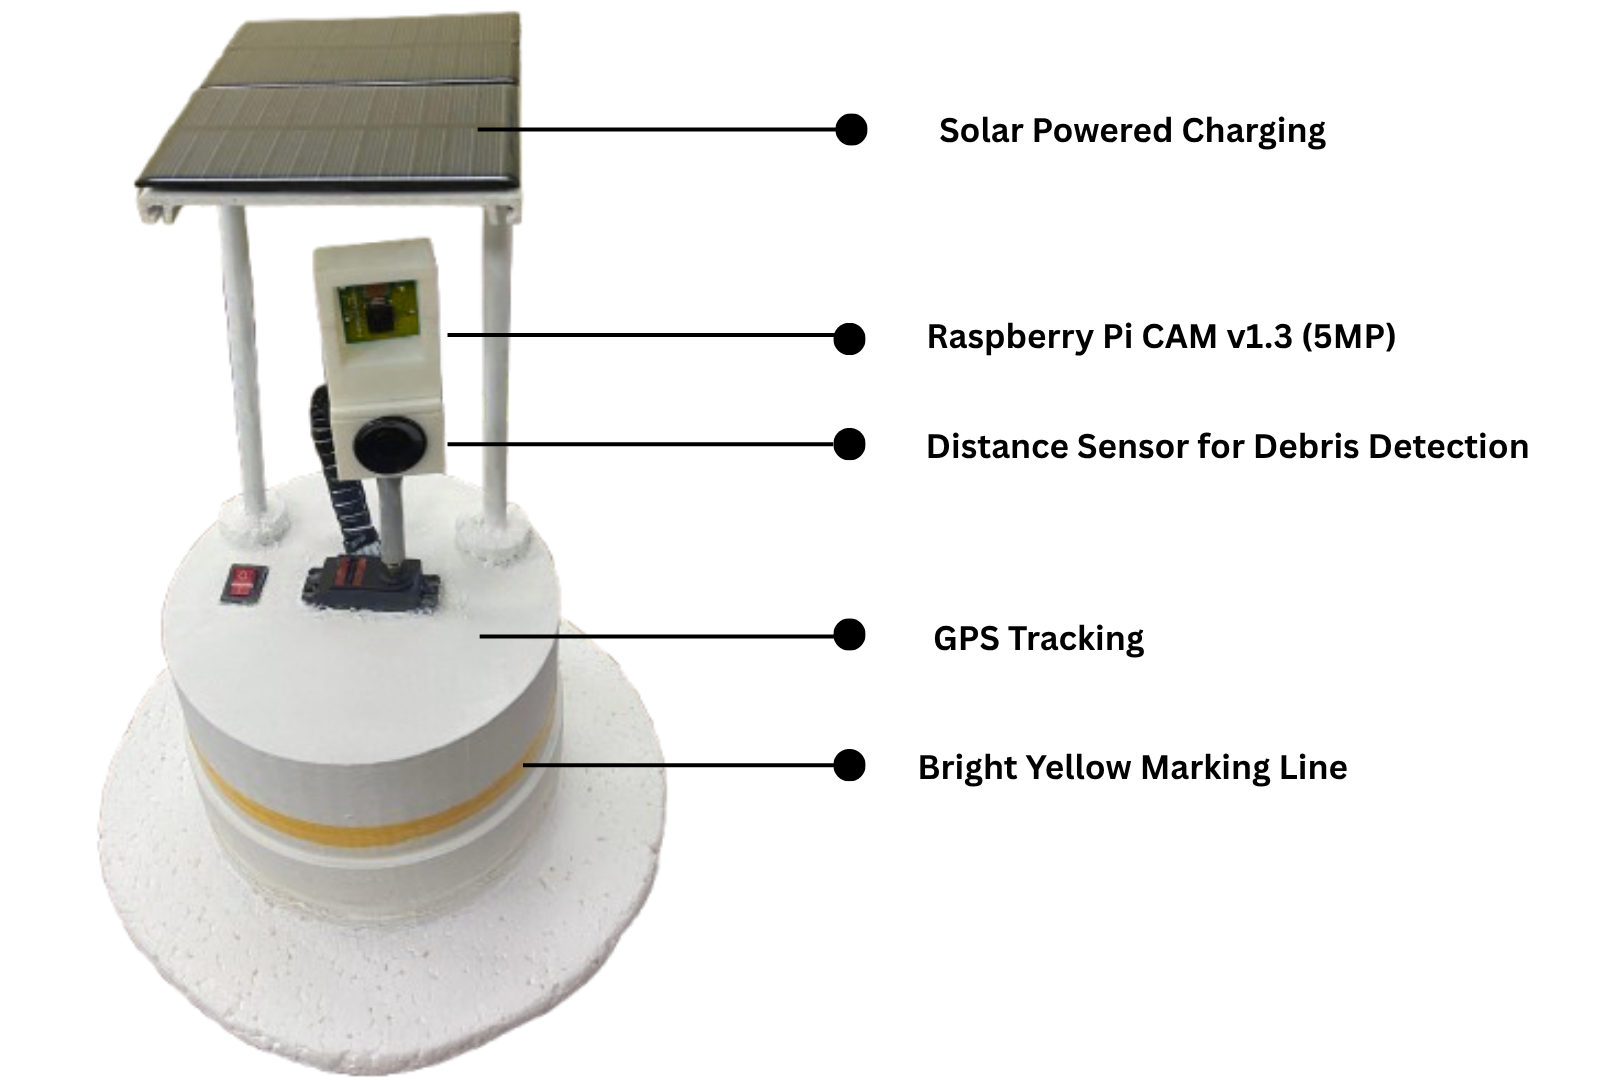 Solar Powered Charging
Raspberry Pi CAM v1.3 (5MP)
Distance Sensor for Debris Detection
GPS Tracking
Bright Yellow Marking Line